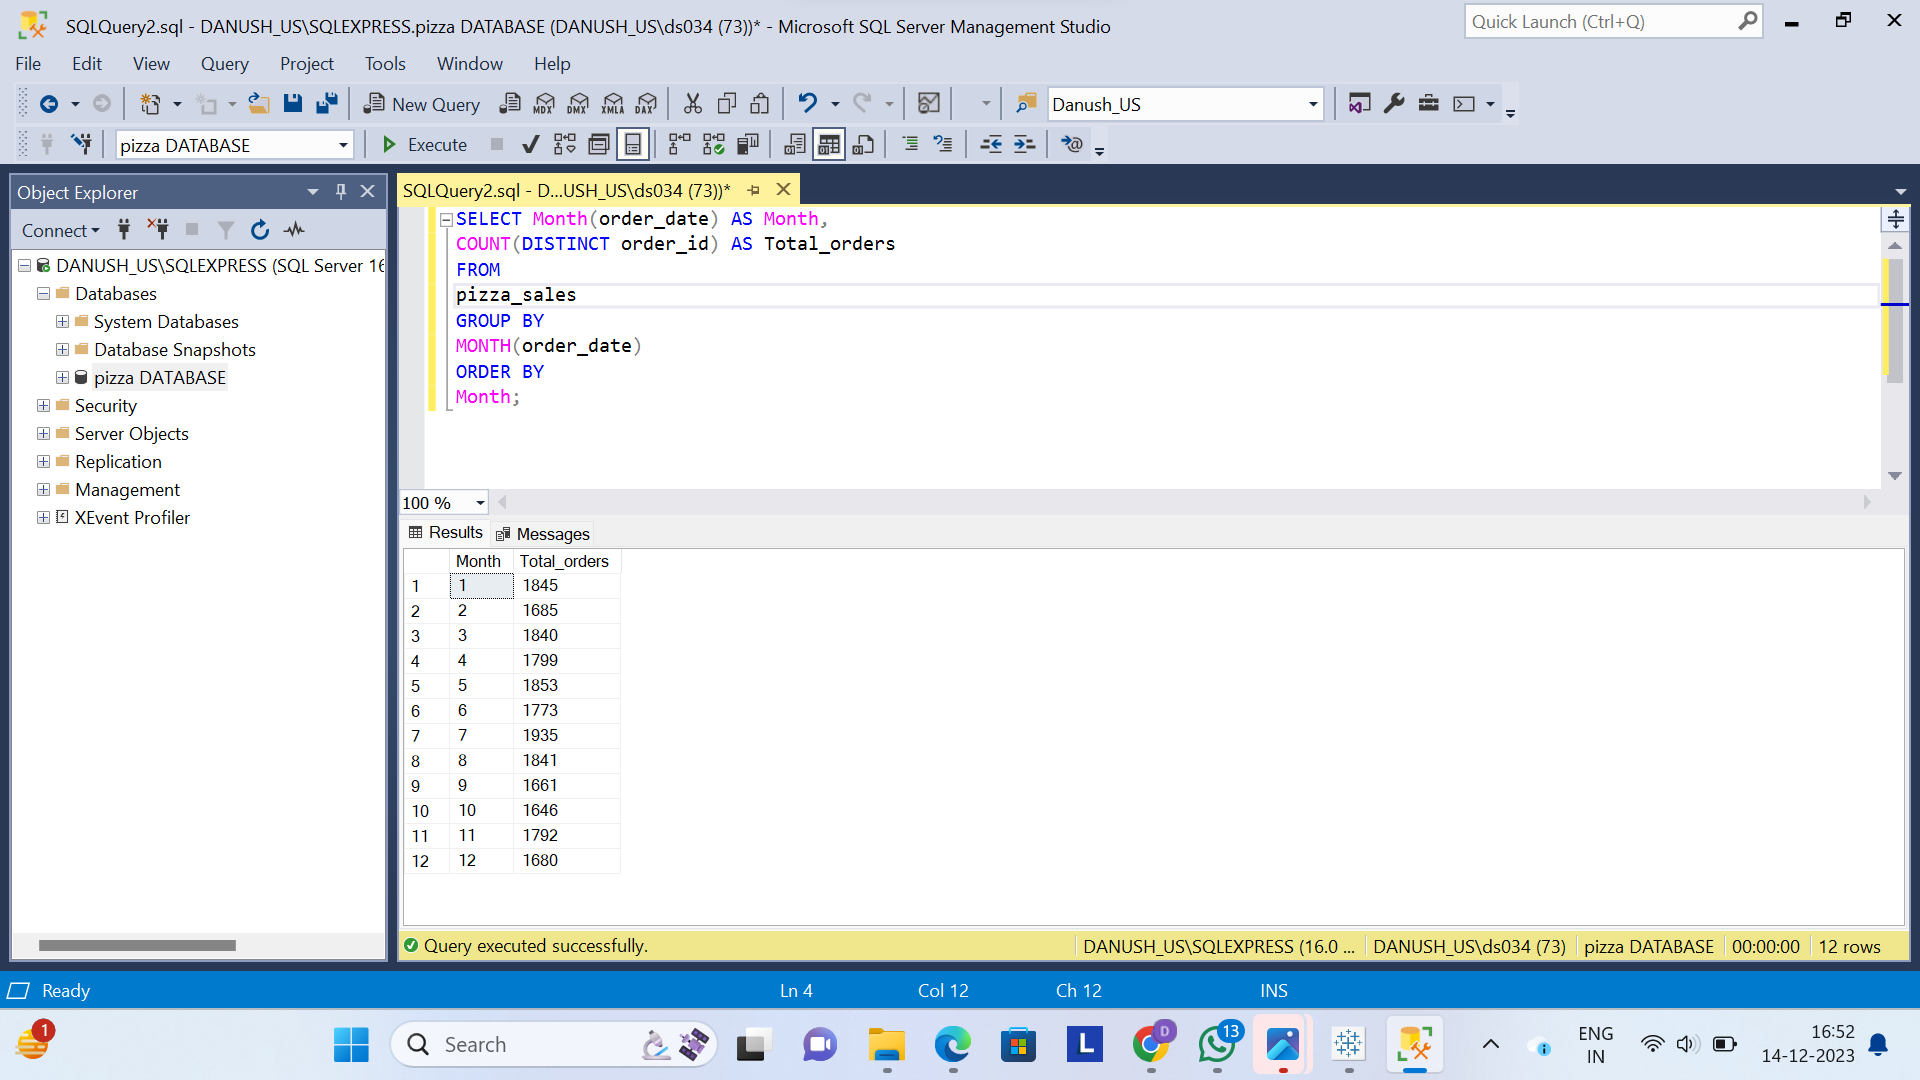 SQLQuery2.sql - DANUSH_US\SQLEXPRESS.pizza DATABASE (DANUSH_US\ds034 (73))* - Microsoft SQL Server Management Studio
Quick Launch (Ctrl+Q)
File Edit View Query Project Tools Window Help
New Query MDX DMX XMLA DAX Danush_US
pizza DATABASE Execute
Object Explorer
Connect
DANUSH_US\SQLEXPRESS (SQL Server 16
Databases
System Databases
Database Snapshots
pizza DATABASE
Security
Server Objects
Replication
Management
XEvent Profiler
SQLQuery2.sql - D...USH_US\ds034 (73))*
SELECT Month(order_date) AS Month,
COUNT(DISTINCT order_id) AS Total_orders
FROM
pizza_sales
GROUP BY
MONTH(order_date)
ORDER BY
Month;
100 %
Results Messages
Month Total_orders
1 1 1845
2 2 1685
3 3 1840
4 4 1799
5 5 1853
6 6 1773
7 7 1935
8 8 1841
9 9 1661
10 10 1646
11 11 1792
12 12 1680
Query executed successfully. DANUSH_US\SQLEXPRESS (16.0 ... DANUSH_US\ds034 (73) pizza DATABASE 00:00:00 12 rows
Ready Ln 4 Col 12 Ch 12 INS
1 Search L D 13 ENG 16:52
IN 14-12-2023